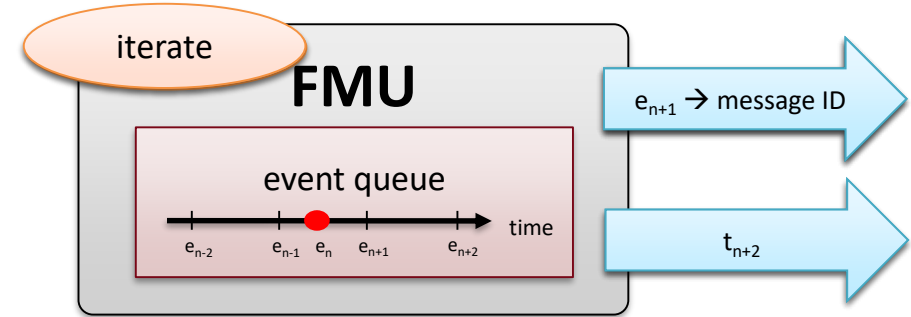 iterate
FMU
eₙ₊₁ → message ID
event queue
time
eₙ₋₂ eₙ₋₁ eₙ eₙ₊₁ eₙ₊₂
tₙ₊₂